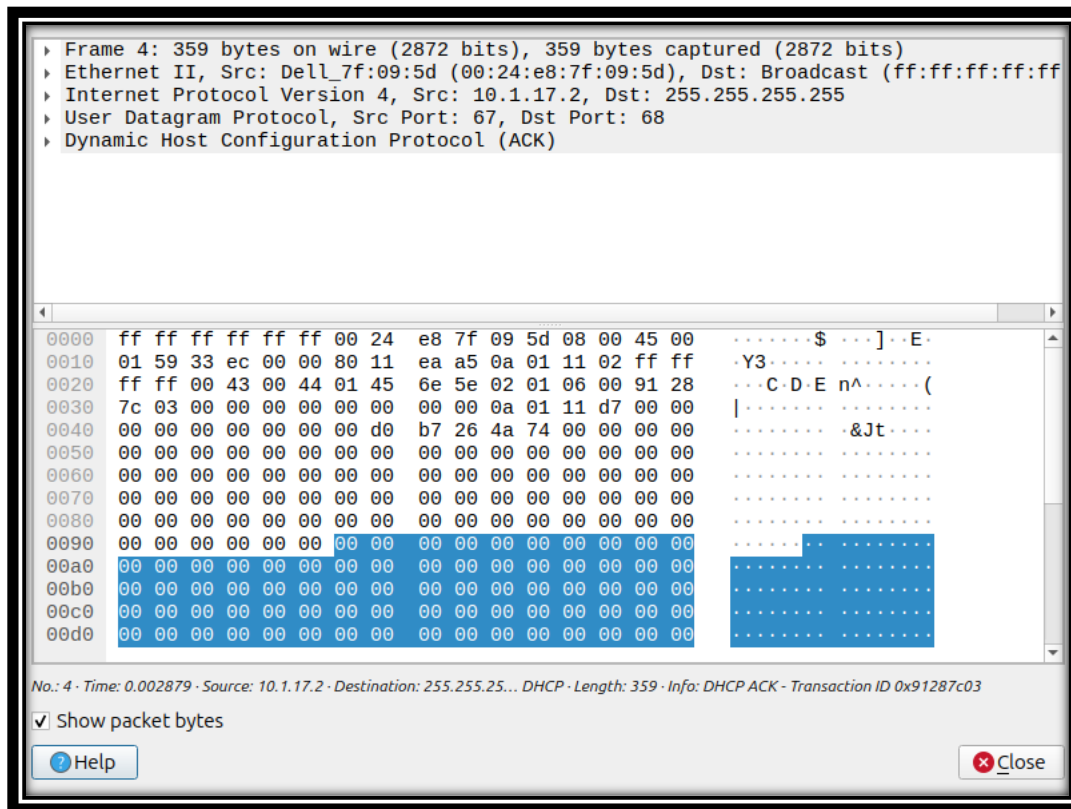 Frame 4: 359 bytes on wire (2872 bits), 359 bytes captured (2872 bits)
Ethernet II, Src: Dell_7f:09:5d (00:24:e8:7f:09:5d), Dst: Broadcast (ff:ff:ff:ff:ff
Internet Protocol Version 4, Src: 10.1.17.2, Dst: 255.255.255.255
User Datagram Protocol, Src Port: 67, Dst Port: 68
Dynamic Host Configuration Protocol (ACK)
0000 ff ff ff ff ff ff 00 24 e8 7f 09 5d 08 00 45 00 ·······$ ···]··E·
0010 01 59 33 ec 00 00 80 11 ea a5 0a 01 11 02 ff ff ·Y3····· ········
0020 ff ff 00 43 00 44 01 45 6e 5e 02 01 06 00 91 28 ···C·D·E n^·····(
0030 7c 03 00 00 00 00 00 00 00 00 0a 01 11 d7 00 00 |······· ········
0040 00 00 00 00 00 00 00 d0 b7 26 4a 74 00 00 00 00 ········ ·&Jt····
0050 00 00 00 00 00 00 00 00 00 00 00 00 00 00 00 00 ········ ········
0060 00 00 00 00 00 00 00 00 00 00 00 00 00 00 00 00 ········ ········
0070 00 00 00 00 00 00 00 00 00 00 00 00 00 00 00 00 ········ ········
0080 00 00 00 00 00 00 00 00 00 00 00 00 00 00 00 00 ········ ········
0090 00 00 00 00 00 00 00 00 00 00 00 00 00 00 00 00 ········ ········
00a0 00 00 00 00 00 00 00 00 00 00 00 00 00 00 00 00 ········ ········
00b0 00 00 00 00 00 00 00 00 00 00 00 00 00 00 00 00 ········ ········
00c0 00 00 00 00 00 00 00 00 00 00 00 00 00 00 00 00 ········ ········
00d0 00 00 00 00 00 00 00 00 00 00 00 00 00 00 00 00 ········ ········
No.: 4 · Time: 0.002879 · Source: 10.1.17.2 · Destination: 255.255.25… DHCP · Length: 359 · Info: DHCP ACK - Transaction ID 0x91287c03
Show packet bytes
Help
Close